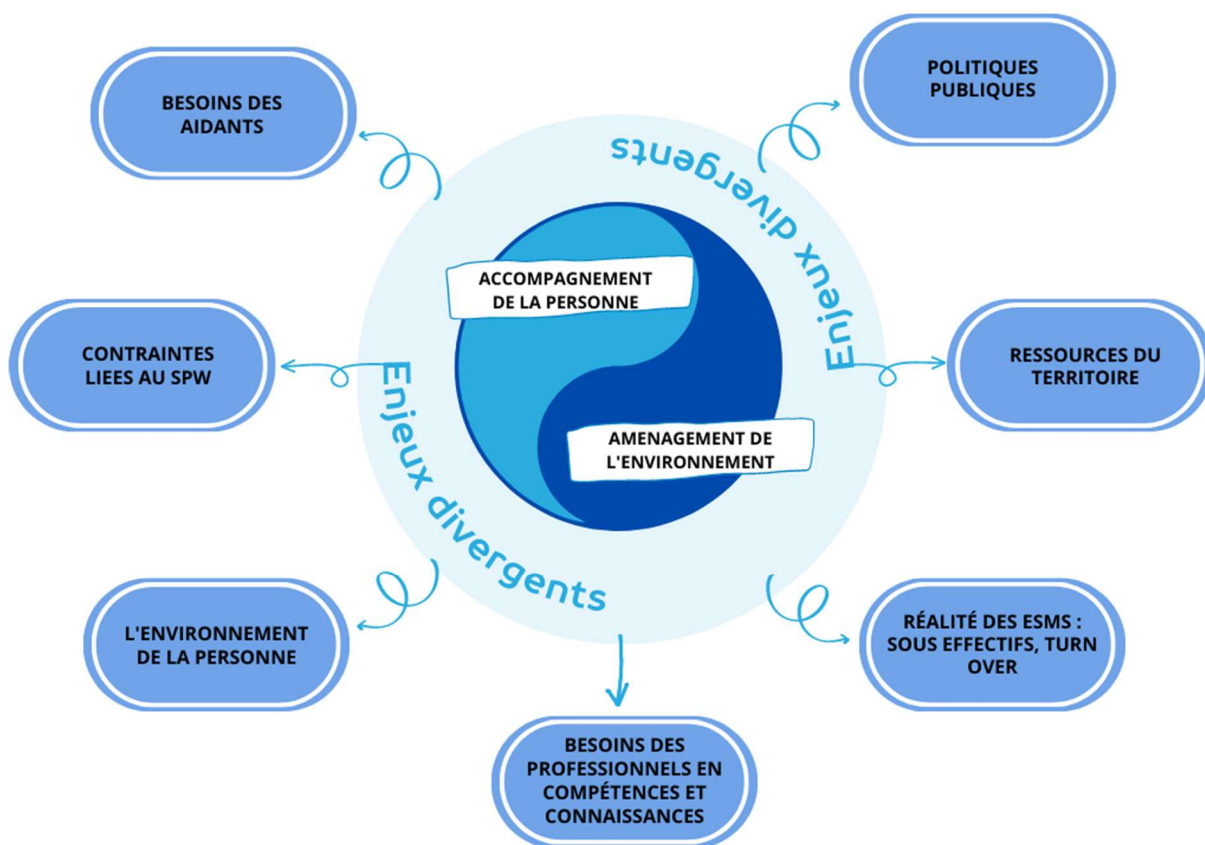 BESOINS DES
AIDANTS
POLITIQUES
PUBLIQUES
Enjeux divergents
ACCOMPAGNEMENT
DE LA PERSONNE
CONTRAINTES
LIEES AU SPW
RESSOURCES DU
TERRITOIRE
AMENAGEMENT DE
L'ENVIRONNEMENT
Enjeux divergents
L'ENVIRONNEMENT
DE LA PERSONNE
RÉALITÉ DES ESMS :
SOUS EFFECTIFS, TURN
OVER
BESOINS DES
PROFESSIONNELS EN
COMPÉTENCES ET
CONNAISSANCES